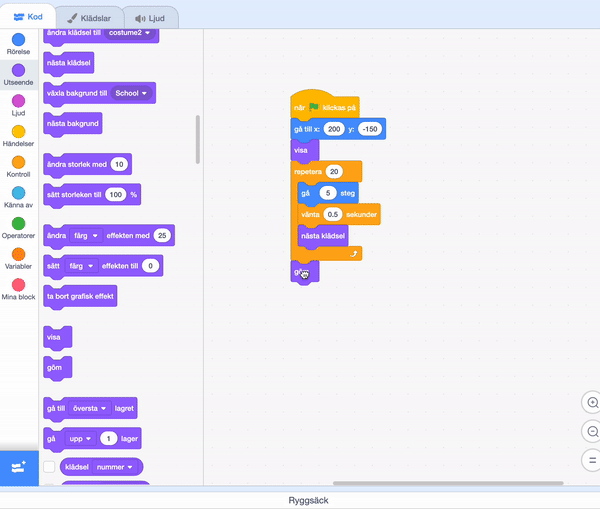 Kod
Klädslar
Ljud
Rörelse
Utseende
Ljud
Händelser
Kontroll
Känna av
Operatorer
Variabler
Mina block
ändra klädsel till costume2
nästa klädsel
växla bakgrund till School
nästa bakgrund
ändra storlek med 10
sätt storleken till 100 %
ändra färg effekten med 25
sätt färg effekten till 0
ta bort grafisk effekt
visa
göm
gå till översta lagret
gå upp 1 lager
klädsel nummer
när klickas på
gå till x: 200 y: -150
visa
repetera 20
gå 5 steg
vänta 0.5 sekunder
nästa klädsel
Ryggsäck